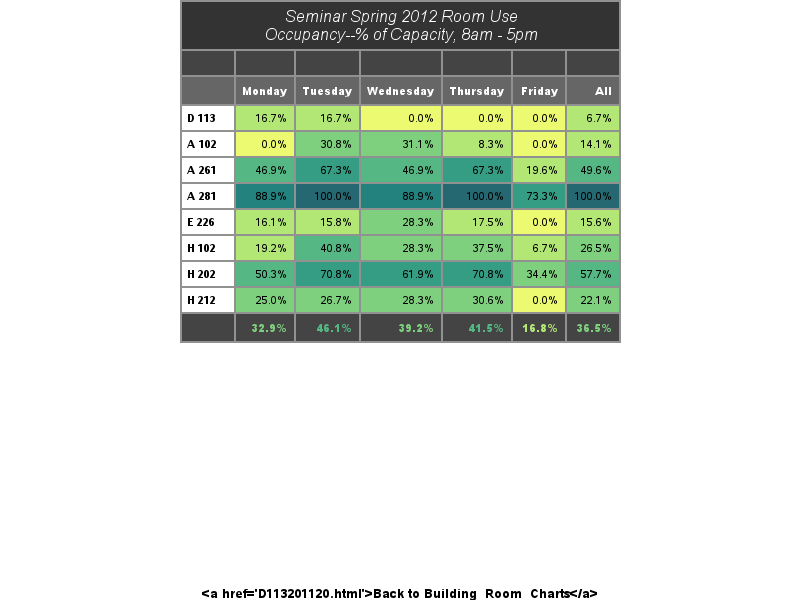 Seminar Spring 2012 Room Use
Occupancy--% of Capacity, 8am - 5pm
Monday Tuesday Wednesday Thursday Friday All
D 113 16.7% 16.7% 0.0% 0.0% 0.0% 6.7%
A 102 0.0% 30.8% 31.1% 8.3% 0.0% 14.1%
A 261 46.9% 67.3% 46.9% 67.3% 19.6% 49.6%
A 281 88.9% 100.0% 88.9% 100.0% 73.3% 100.0%
E 226 16.1% 15.8% 28.3% 17.5% 0.0% 15.6%
H 102 19.2% 40.8% 28.3% 37.5% 6.7% 26.5%
H 202 50.3% 70.8% 61.9% 70.8% 34.4% 57.7%
H 212 25.0% 26.7% 28.3% 30.6% 0.0% 22.1%
32.9% 46.1% 39.2% 41.5% 16.8% 36.5%
<a href='D113201120.html'>Back to Building Room Charts</a>